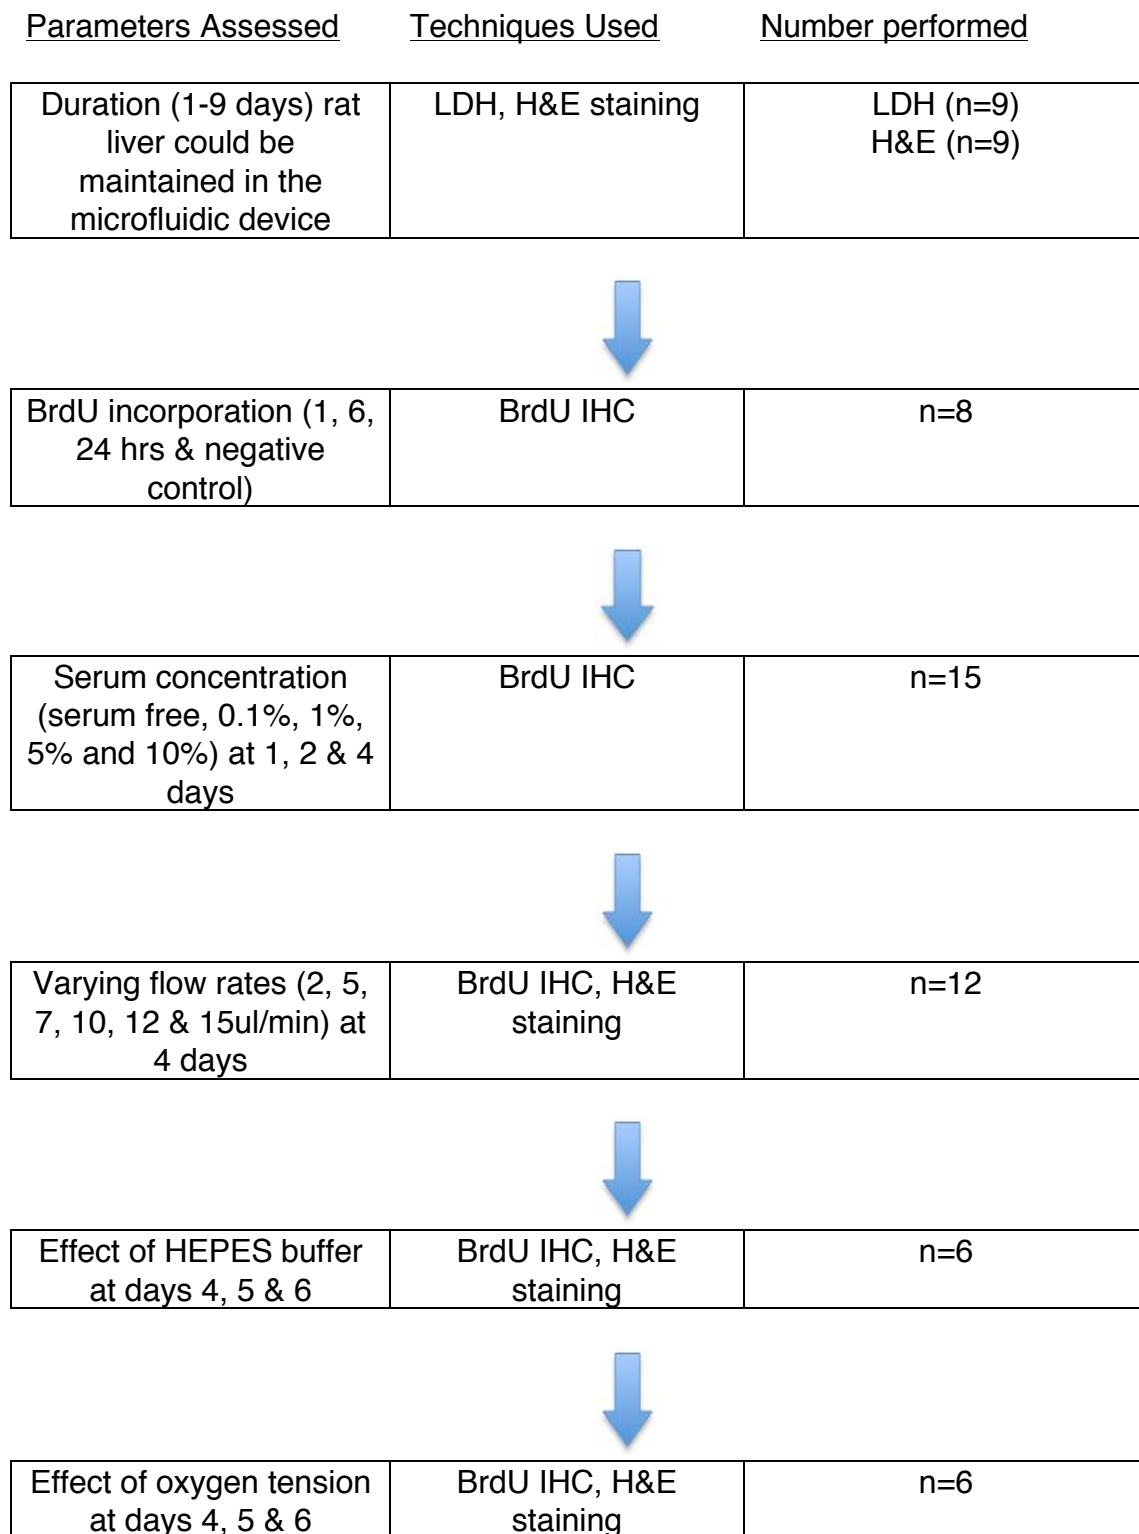 Parameters Assessed Techniques Used Number performed
Duration (1-9 days) rat
liver could be
maintained in the
microfluidic device
LDH, H&E staining
LDH (n=9)
H&E (n=9)
BrdU incorporation (1, 6,
24 hrs & negative
control)
BrdU IHC
n=8
Serum concentration
(serum free, 0.1%, 1%,
5% and 10%) at 1, 2 & 4
days
BrdU IHC
n=15
Varying flow rates (2, 5,
7, 10, 12 & 15ul/min) at
4 days
BrdU IHC, H&E
staining
n=12
Effect of HEPES buffer
at days 4, 5 & 6
BrdU IHC, H&E
staining
n=6
Effect of oxygen tension
at days 4, 5 & 6
BrdU IHC, H&E
staining
n=6